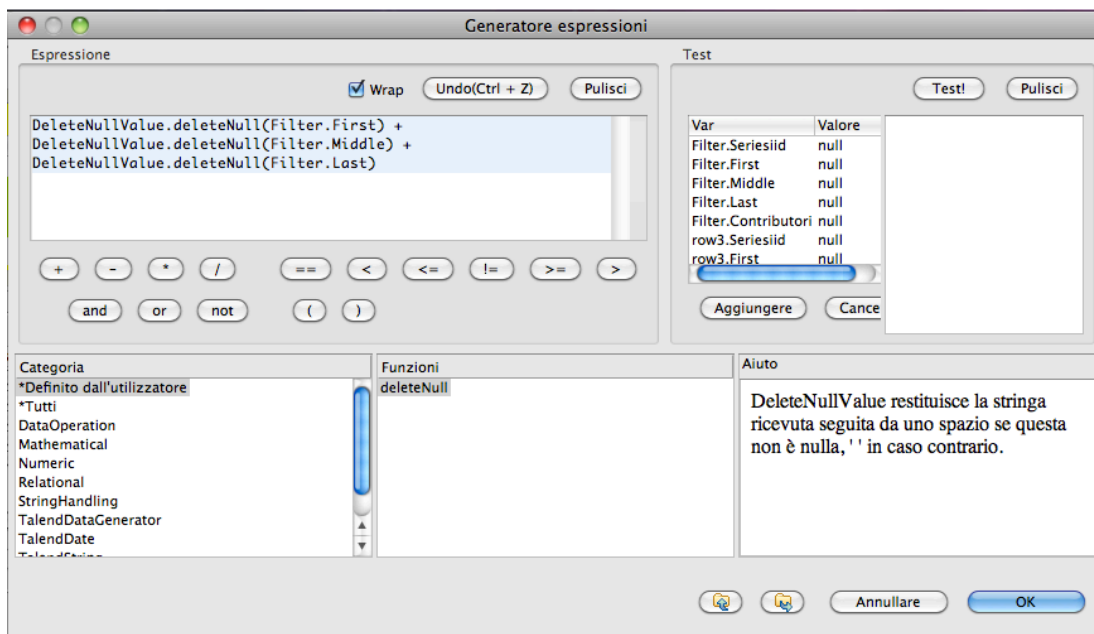 Generatore espressioni
Espressione
Wrap Undo(Ctrl + Z) Pulisci
DeleteNullValue.deleteNull(Filter.First) +
DeleteNullValue.deleteNull(Filter.Middle) +
DeleteNullValue.deleteNull(Filter.Last)
+ - * / == < <= != >= >
and or not ( )
Test
Test! Pulisci
Var Valore
Filter.Seriesiid null
Filter.First null
Filter.Middle null
Filter.Last null
Filter.Contributori null
row3.Seriesiid null
row3.First null
Aggiungere Cance
Categoria
*Definito dall'utilizzatore
*Tutti
DataOperation
Mathematical
Numeric
Relational
StringHandling
TalendDataGenerator
TalendDate
TalendString
Funzioni
deleteNull
Aiuto
DeleteNullValue restituisce la stringa
ricevuta seguita da uno spazio se questa
non è nulla, ' ' in caso contrario.
Annullare OK